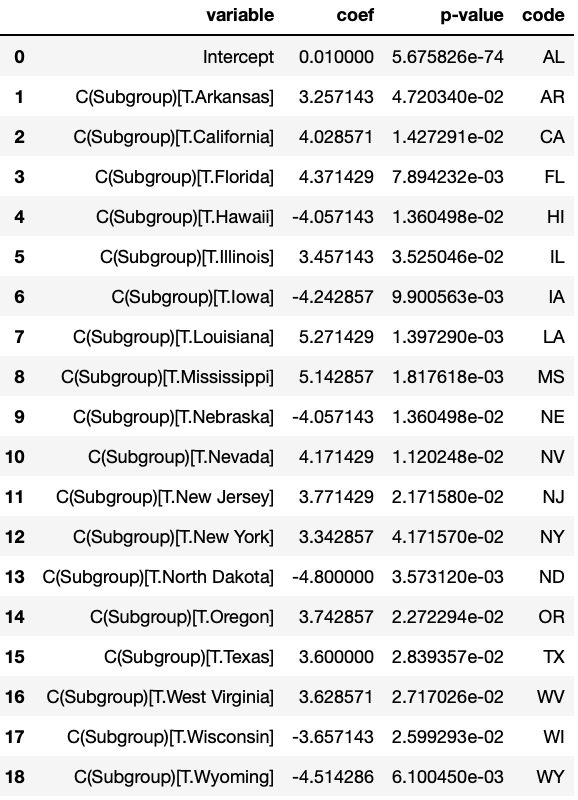 variable coef p-value code
0 Intercept 0.010000 5.675826e-74 AL
1 C(Subgroup)[T.Arkansas] 3.257143 4.720340e-02 AR
2 C(Subgroup)[T.California] 4.028571 1.427291e-02 CA
3 C(Subgroup)[T.Florida] 4.371429 7.894232e-03 FL
4 C(Subgroup)[T.Hawaii] -4.057143 1.360498e-02 HI
5 C(Subgroup)[T.Illinois] 3.457143 3.525046e-02 IL
6 C(Subgroup)[T.Iowa] -4.242857 9.900563e-03 IA
7 C(Subgroup)[T.Louisiana] 5.271429 1.397290e-03 LA
8 C(Subgroup)[T.Mississippi] 5.142857 1.817618e-03 MS
9 C(Subgroup)[T.Nebraska] -4.057143 1.360498e-02 NE
10 C(Subgroup)[T.Nevada] 4.171429 1.120248e-02 NV
11 C(Subgroup)[T.New Jersey] 3.771429 2.171580e-02 NJ
12 C(Subgroup)[T.New York] 3.342857 4.171570e-02 NY
13 C(Subgroup)[T.North Dakota] -4.800000 3.573120e-03 ND
14 C(Subgroup)[T.Oregon] 3.742857 2.272294e-02 OR
15 C(Subgroup)[T.Texas] 3.600000 2.839357e-02 TX
16 C(Subgroup)[T.West Virginia] 3.628571 2.717026e-02 WV
17 C(Subgroup)[T.Wisconsin] -3.657143 2.599293e-02 WI
18 C(Subgroup)[T.Wyoming] -4.514286 6.100450e-03 WY